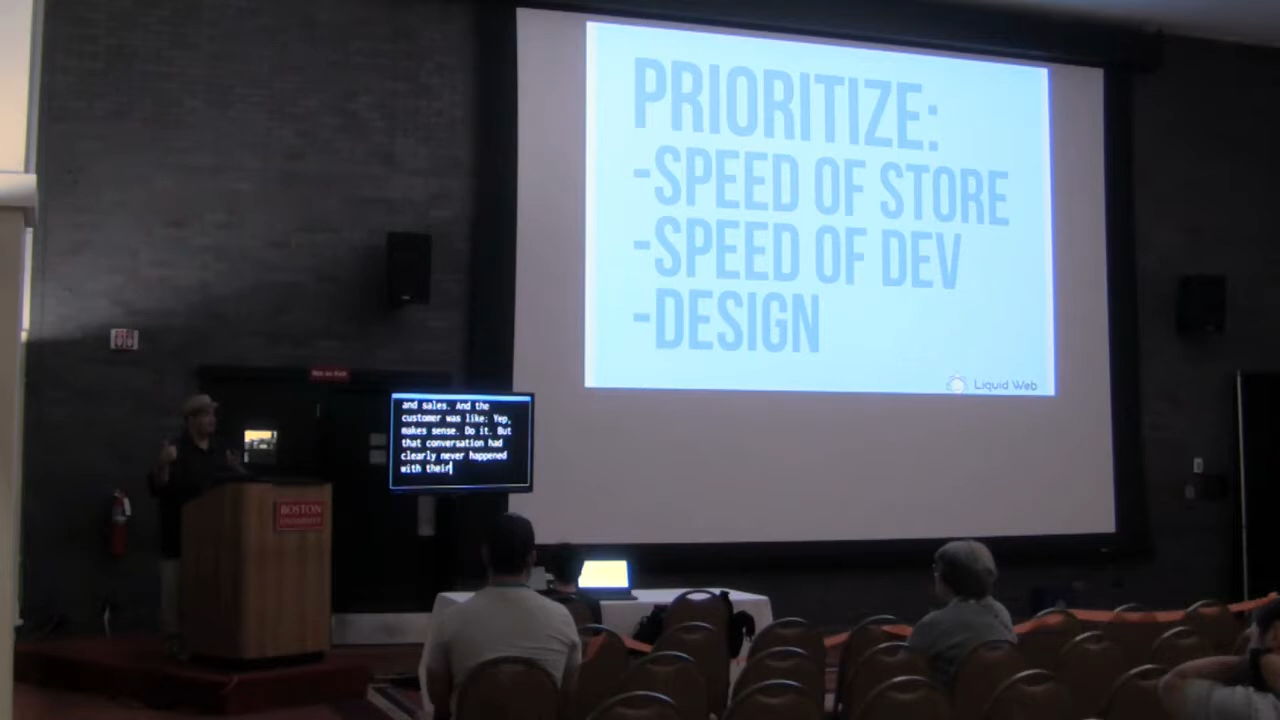 PRIORITIZE:
-SPEED OF STORE
-SPEED OF DEV
-DESIGN
Liquid Web
and sales. And the
customer was like: Yep,
makes sense. Do it. But
that conversation had
clearly never happened
with their
BOSTON
UNIVERSITY